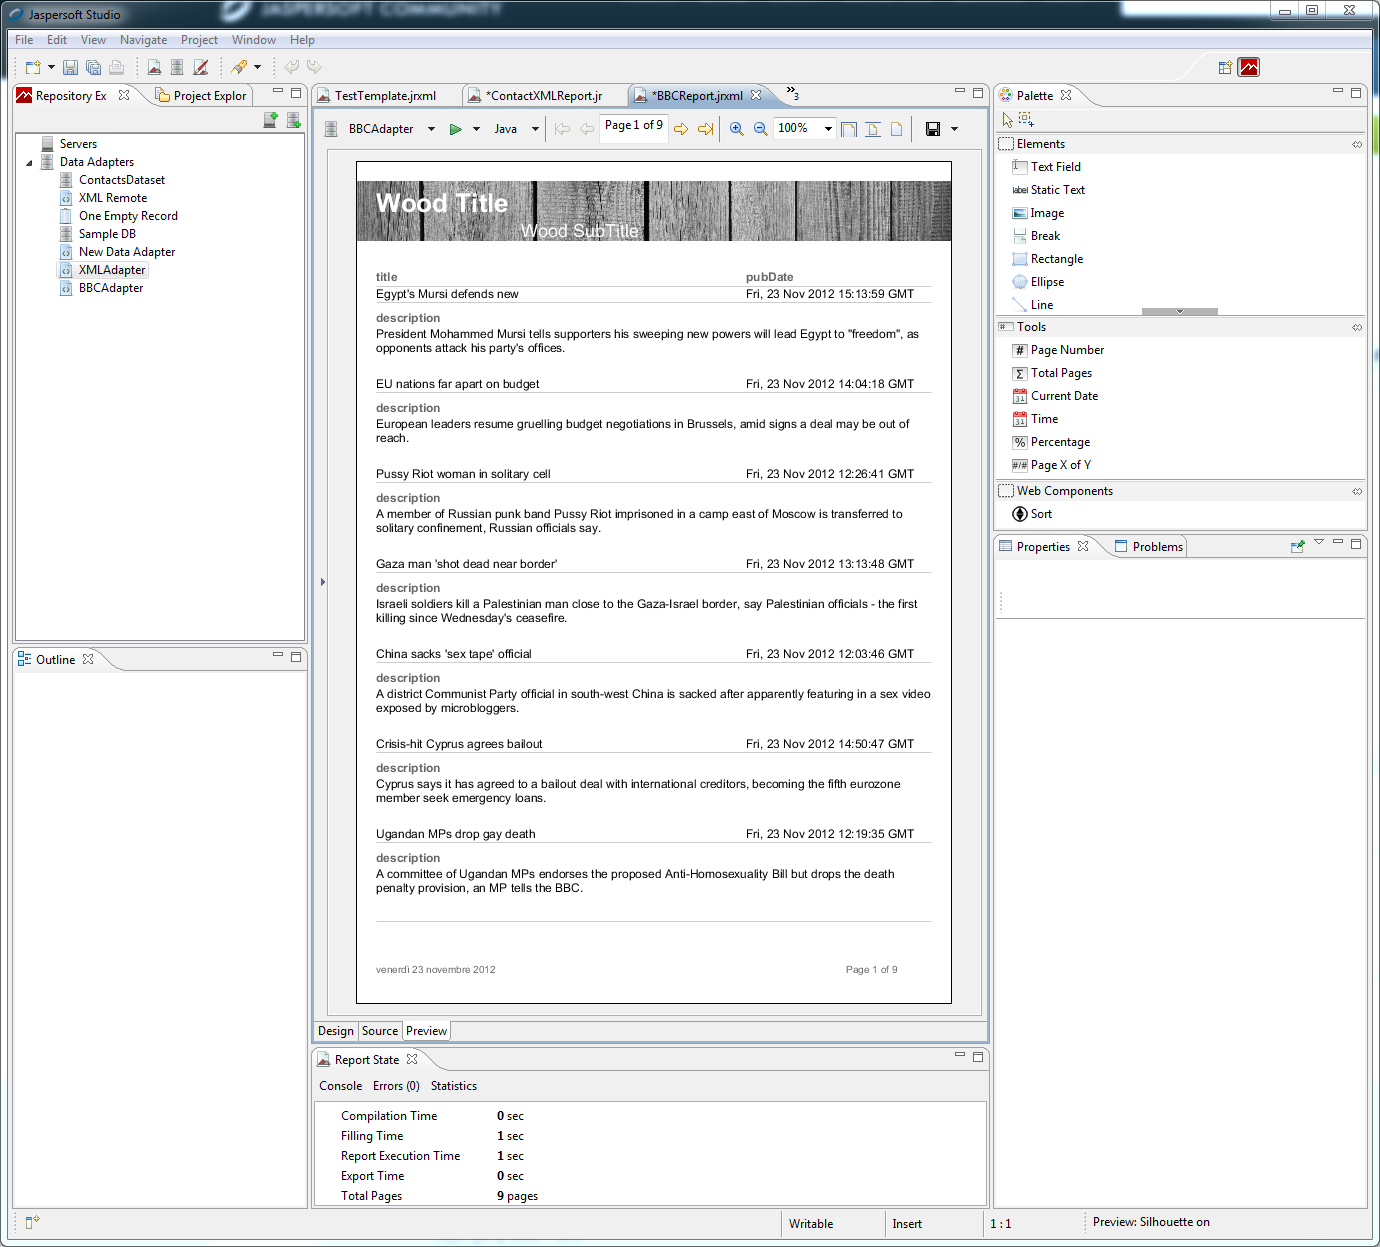 JASPERSOFT COMMUNITY
Jaspersoft Studio
File Edit View Navigate Project Window Help
Repository Ex
Project Explor
Servers
Data Adapters
ContactsDataset
XML Remote
One Empty Record
Sample DB
New Data Adapter
XMLAdapter
BBCAdapter
Outline
TestTemplate.jrxml
*ContactXMLReport.jr
*BBCReport.jrxml
»3
BBCAdapter
Java
Page 1 of 9
100%
Wood Title
Wood SupTitle
title pubDate
Egypt's Mursi defends new Fri, 23 Nov 2012 15:13:59 GMT
description
President Mohammed Mursi tells supporters his sweeping new powers will lead Egypt to "freedom", as
opponents attack his party's offices.
EU nations far apart on budget Fri, 23 Nov 2012 14:04:18 GMT
description
European leaders resume gruelling budget negotiations in Brussels, amid signs a deal may be out of
reach.
Pussy Riot woman in solitary cell Fri, 23 Nov 2012 12:26:41 GMT
description
A member of Russian punk band Pussy Riot imprisoned in a camp east of Moscow is transferred to
solitary confinement, Russian officials say.
Gaza man 'shot dead near border' Fri, 23 Nov 2012 13:13:48 GMT
description
Israeli soldiers kill a Palestinian man close to the Gaza-Israel border, say Palestinian officials - the first
killing since Wednesday's ceasefire.
China sacks 'sex tape' official Fri, 23 Nov 2012 12:03:46 GMT
description
A district Communist Party official in south-west China is sacked after apparently featuring in a sex video
exposed by microbloggers.
Crisis-hit Cyprus agrees bailout Fri, 23 Nov 2012 14:50:47 GMT
description
Cyprus says it has agreed to a bailout deal with international creditors, becoming the fifth eurozone
member seek emergency loans.
Ugandan MPs drop gay death Fri, 23 Nov 2012 12:19:35 GMT
description
A committee of Ugandan MPs endorses the proposed Anti-Homosexuality Bill but drops the death
penalty provision, an MP tells the BBC.
venerdì 23 novembre 2012 Page 1 of 9
Design Source Preview
Report State
Console Errors (0) Statistics
Compilation Time 0 sec
Filling Time 1 sec
Report Execution Time 1 sec
Export Time 0 sec
Total Pages 9 pages
Palette
Elements
Text Field
label Static Text
Image
Break
Rectangle
Ellipse
Line
Tools
# Page Number
Σ Total Pages
31 Current Date
31 Time
% Percentage
#/# Page X of Y
Web Components
Sort
Properties
Problems
Writable Insert 1 : 1 Preview: Silhouette on